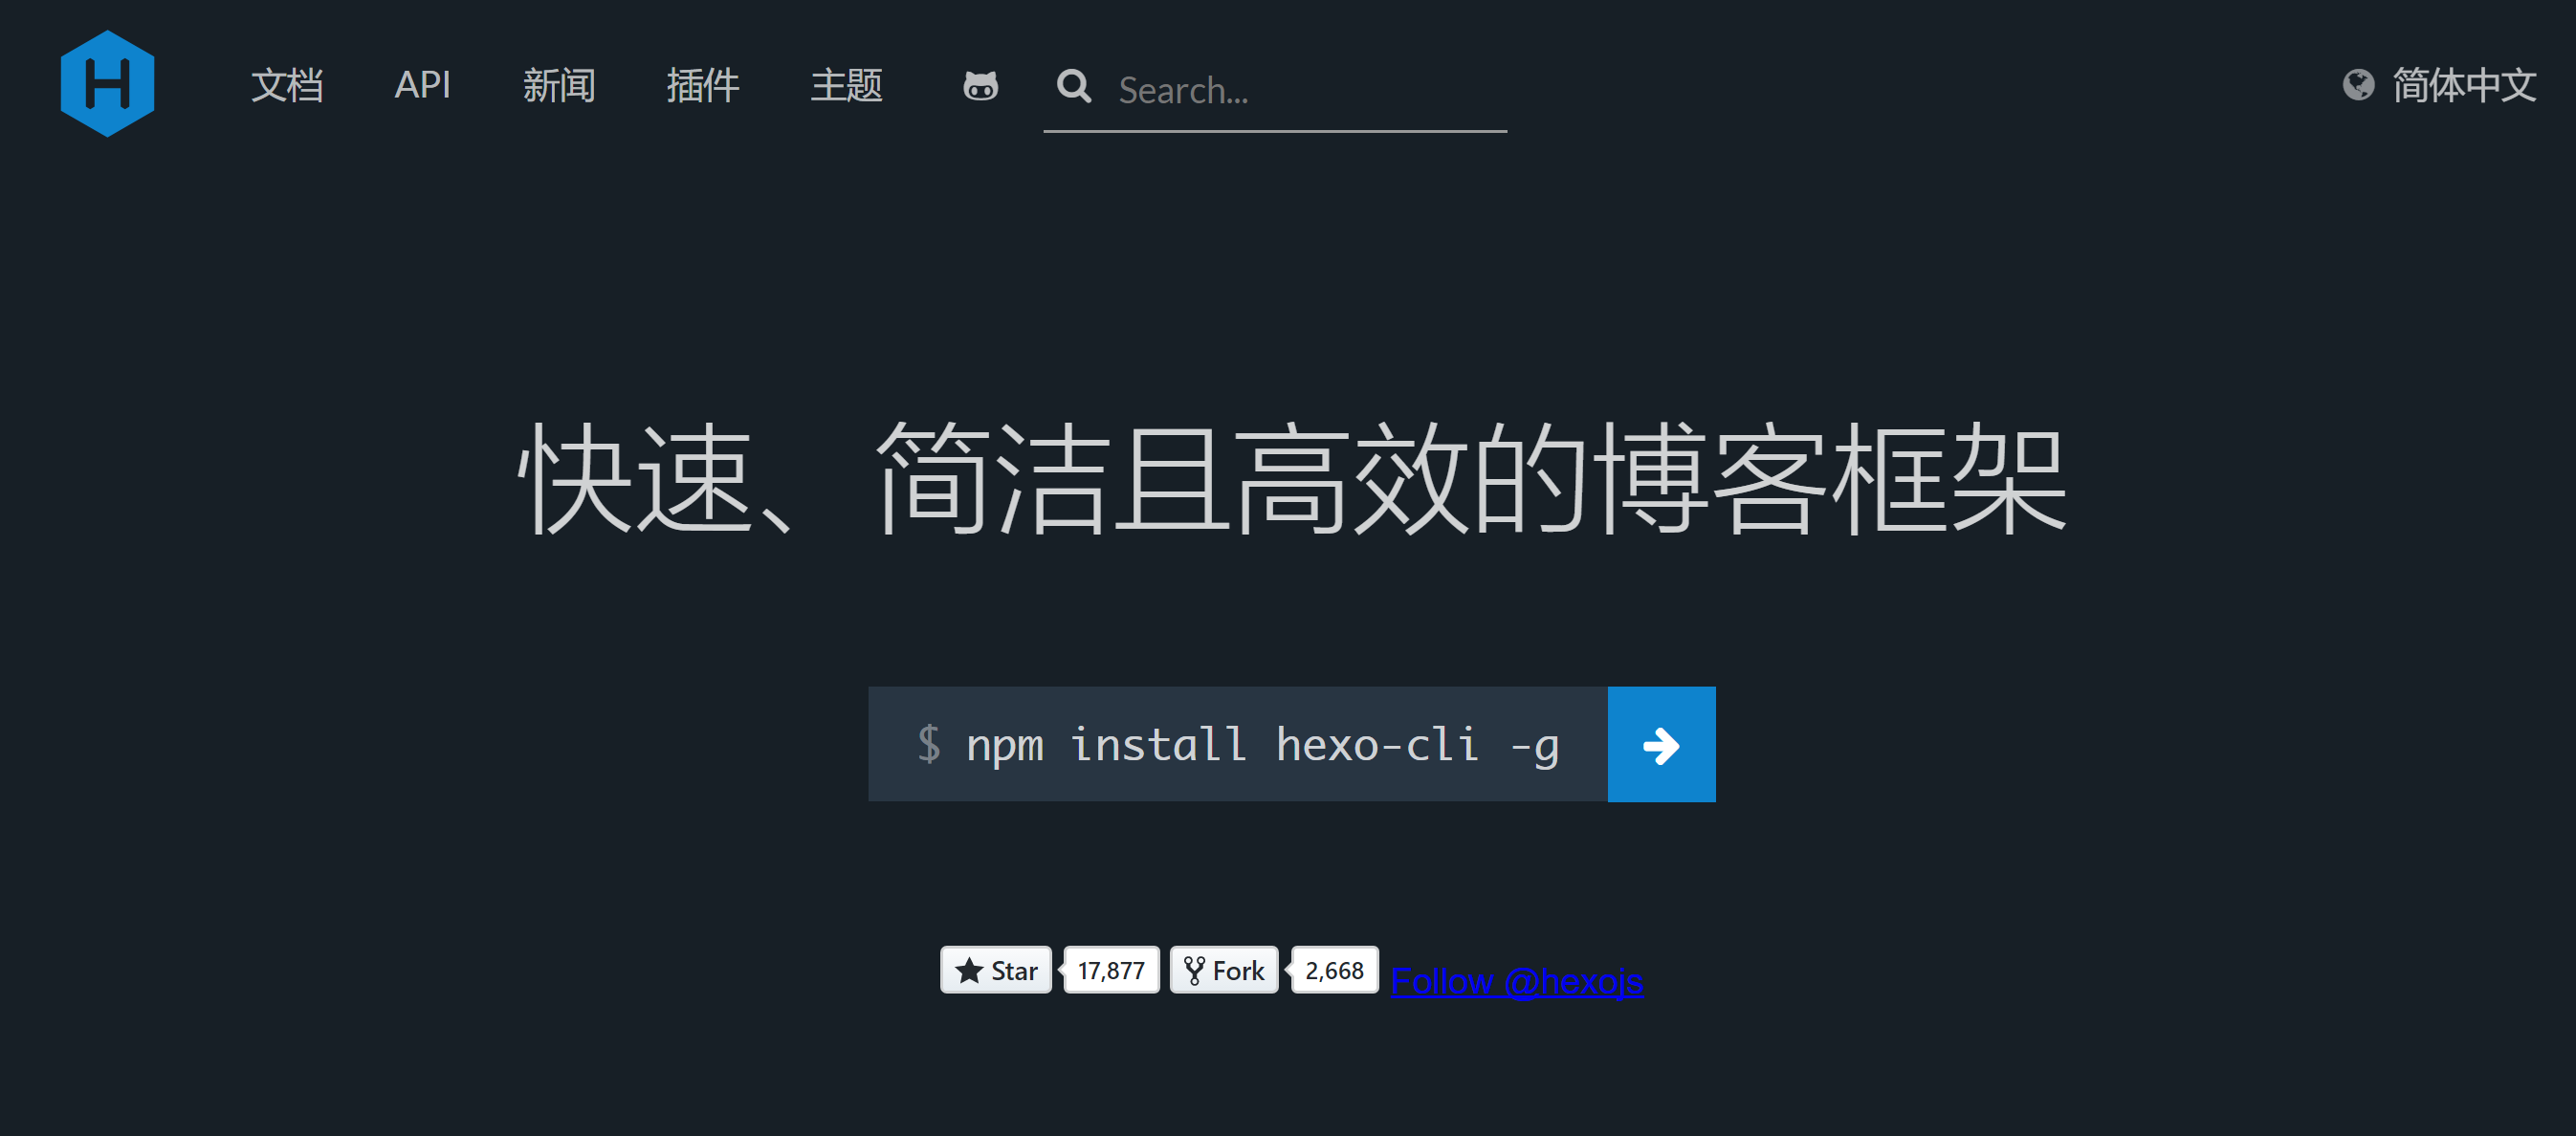 H 文档 API 新闻 插件 主题 Search... 简体中文
快速、简洁且高效的博客框架
$ npm install hexo-cli -g
Star 17,877 Fork 2,668 Follow @hexojs